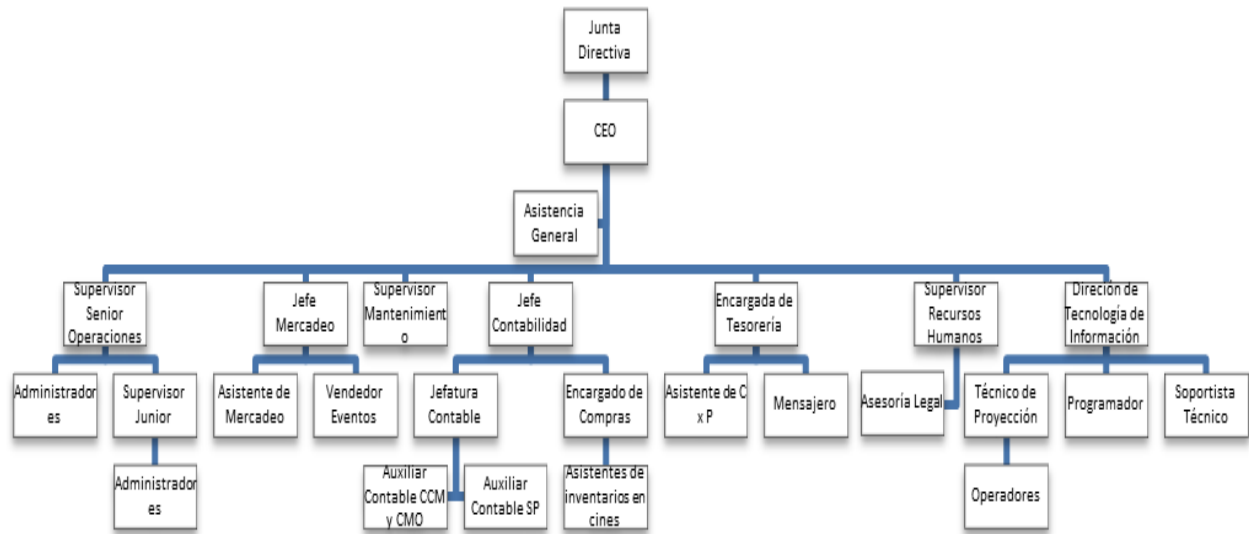 Junta
Directiva
CEO
Asistencia
General
Supervisor
Senior
Operaciones
Jefe
Mercadeo
Supervisor
Mantenimient
o
Jefe
Contabilidad
Encargada de
Tesorería
Supervisor
Recursos
Humanos
Direción de
Tecnología de
Información
Administrador
es
Supervisor
Junior
Asistente de
Mercadeo
Vendedor
Eventos
Jefatura
Contable
Encargado de
Compras
Asistente de C
x P
Mensajero
Asesoría Legal
Técnico de
Proyección
Programador
Soportista
Técnico
Administrador
es
Auxiliar
Contable CCM
y CMO
Auxiliar
Contable SP
Asistentes de
inventarios en
cines
Operadores